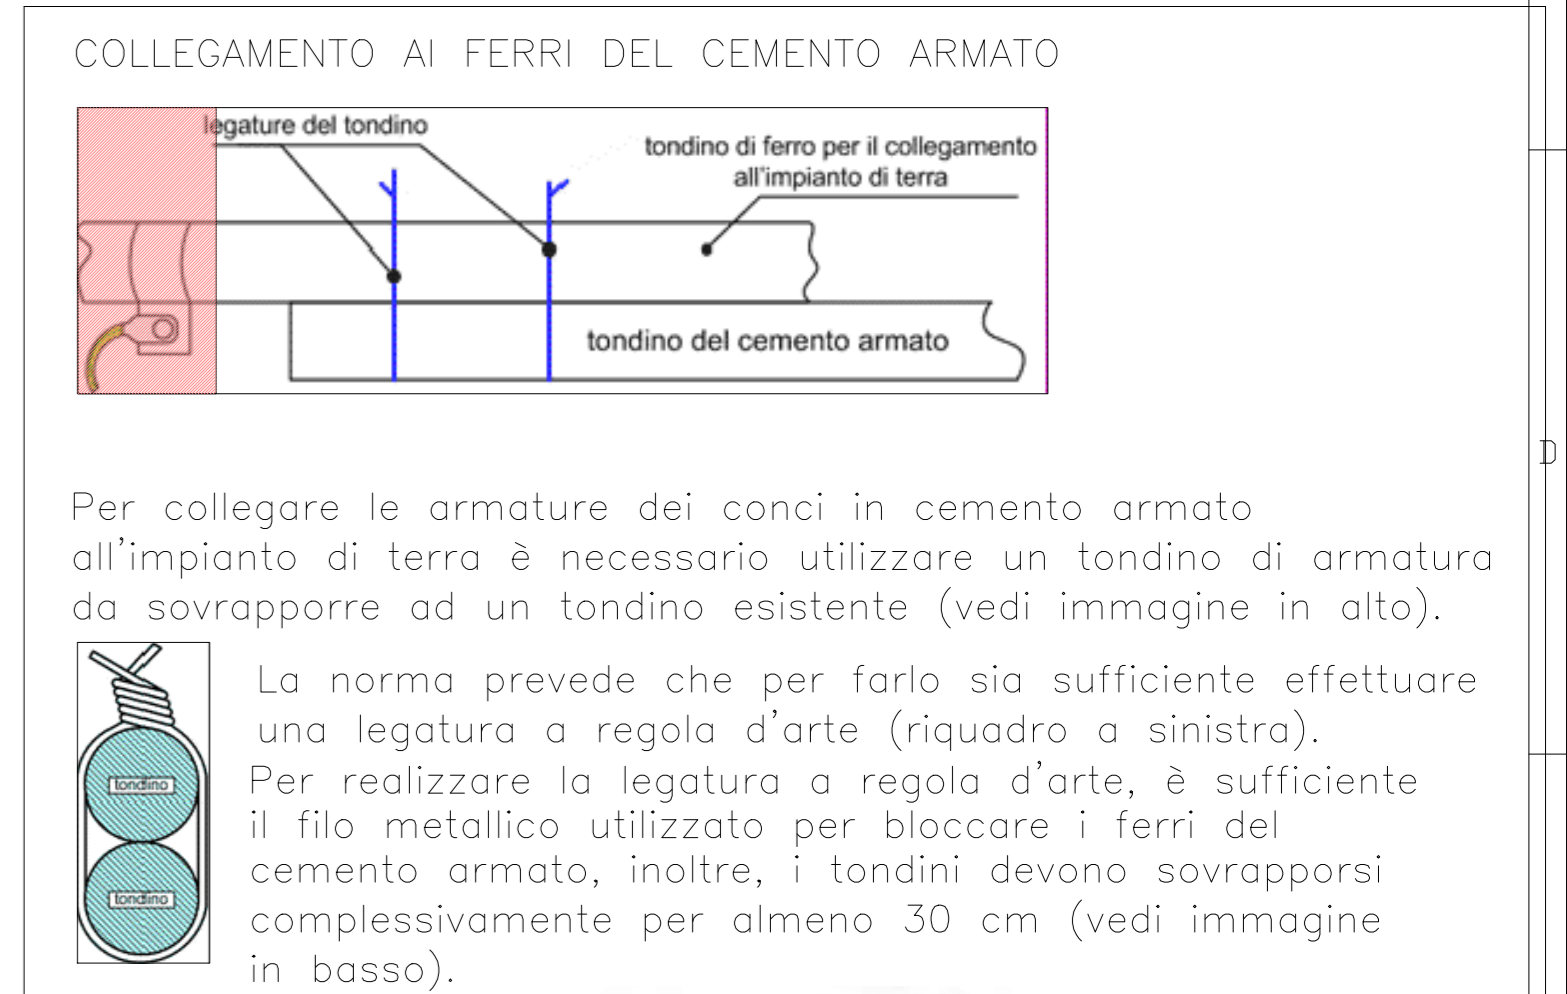 COLLEGAMENTO AI FERRI DEL CEMENTO ARMATO
legature del tondino
tondino di ferro per il collegamento
all'impianto di terra
tondino del cemento armato
D
Per collegare le armature dei conci in cemento armato
all'impianto di terra è necessario utilizzare un tondino di armatura
da sovrapporre ad un tondino esistente (vedi immagine in alto).
La norma prevede che per farlo sia sufficiente effettuare
una legatura a regola d'arte (riquadro a sinistra).
Per realizzare la legatura a regola d'arte, è sufficiente
il filo metallico utilizzato per bloccare i ferri del
cemento armato, inoltre, i tondini devono sovrapporsi
complessivamente per almeno 30 cm (vedi immagine
in basso).
tondino
tondino